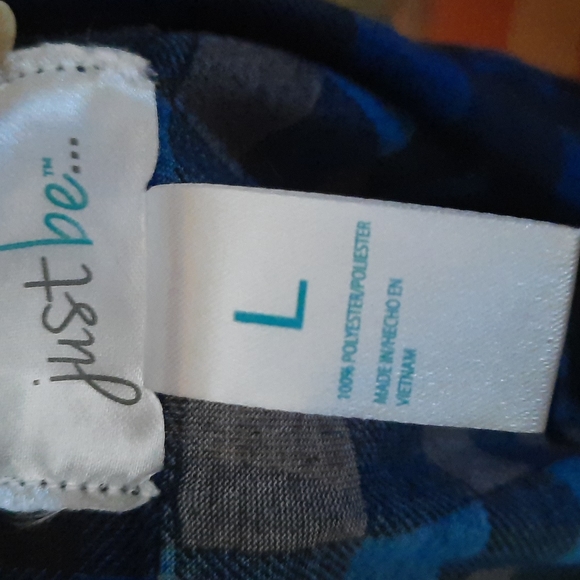 just be...™
L
100% POLYESTER/POLIESTER
MADE IN/HECHO EN
VIETNAM